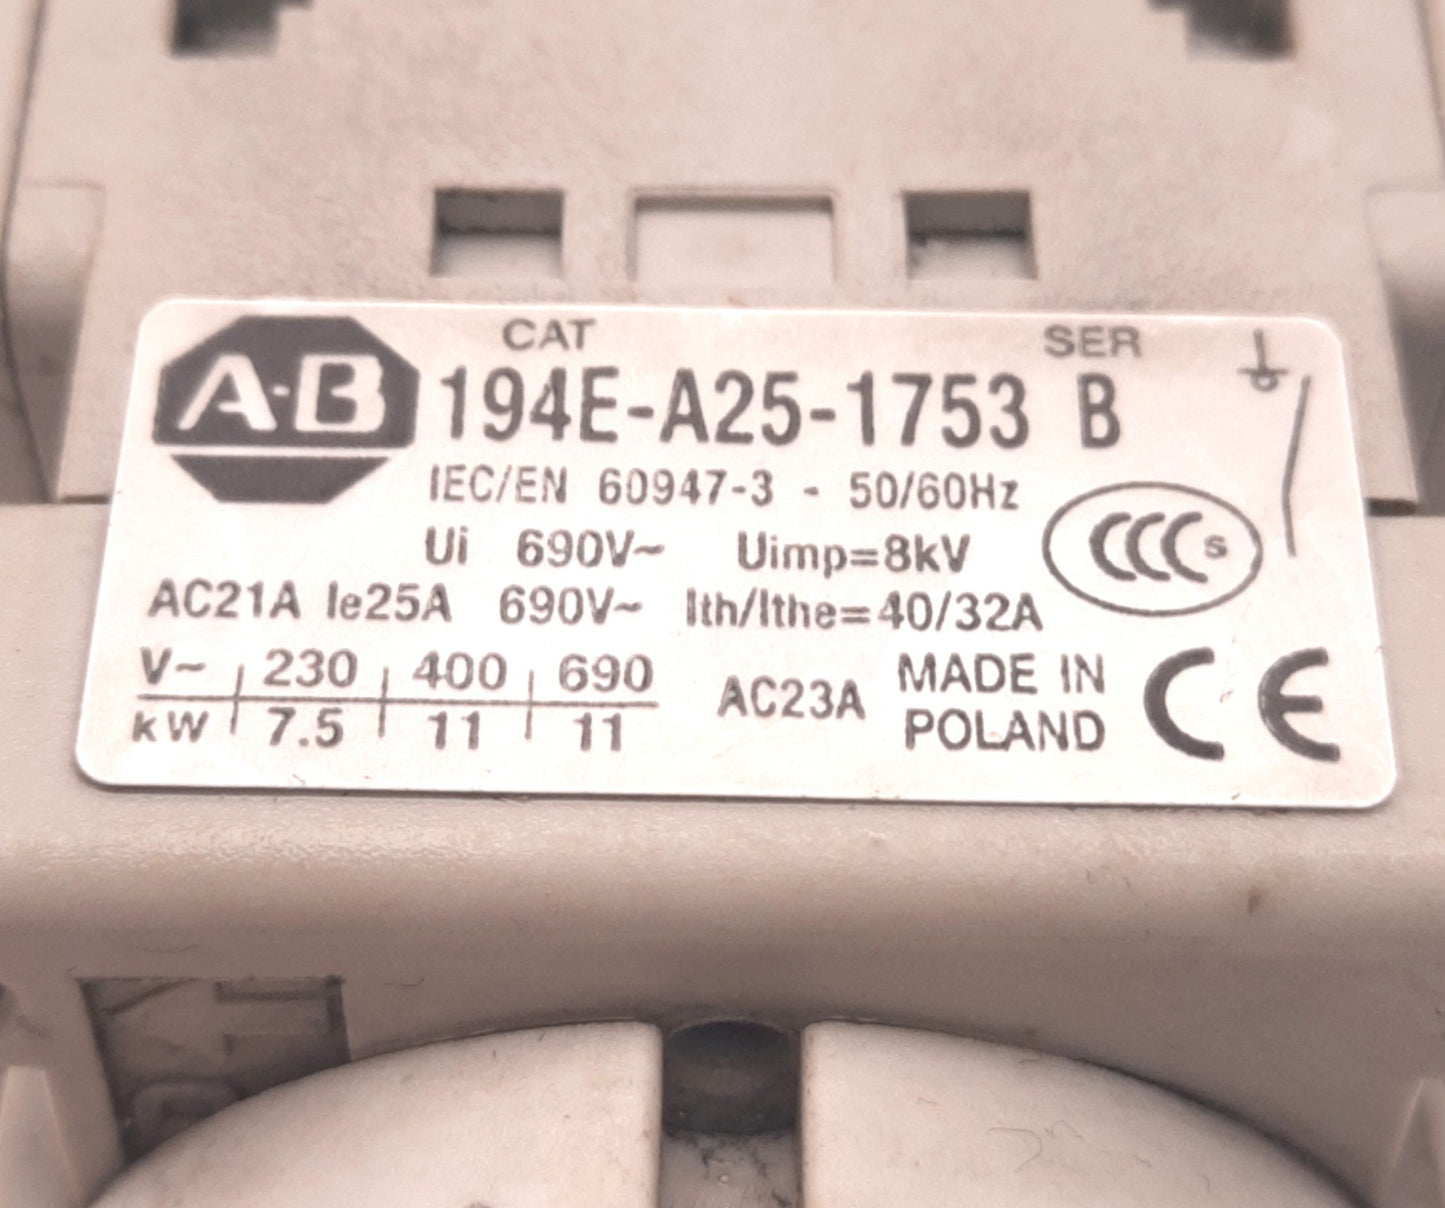 CAT SER
A-B 194E-A25-1753 B
IEC/EN 60947-3 - 50/60Hz
Ui 690V~ Uimp=8kV CCC S
AC21A Ie25A 690V~ Ith/Ithe=40/32A
V~ 230 400 690
kW 7.5 11 11
AC23A
MADE IN
POLAND
CE